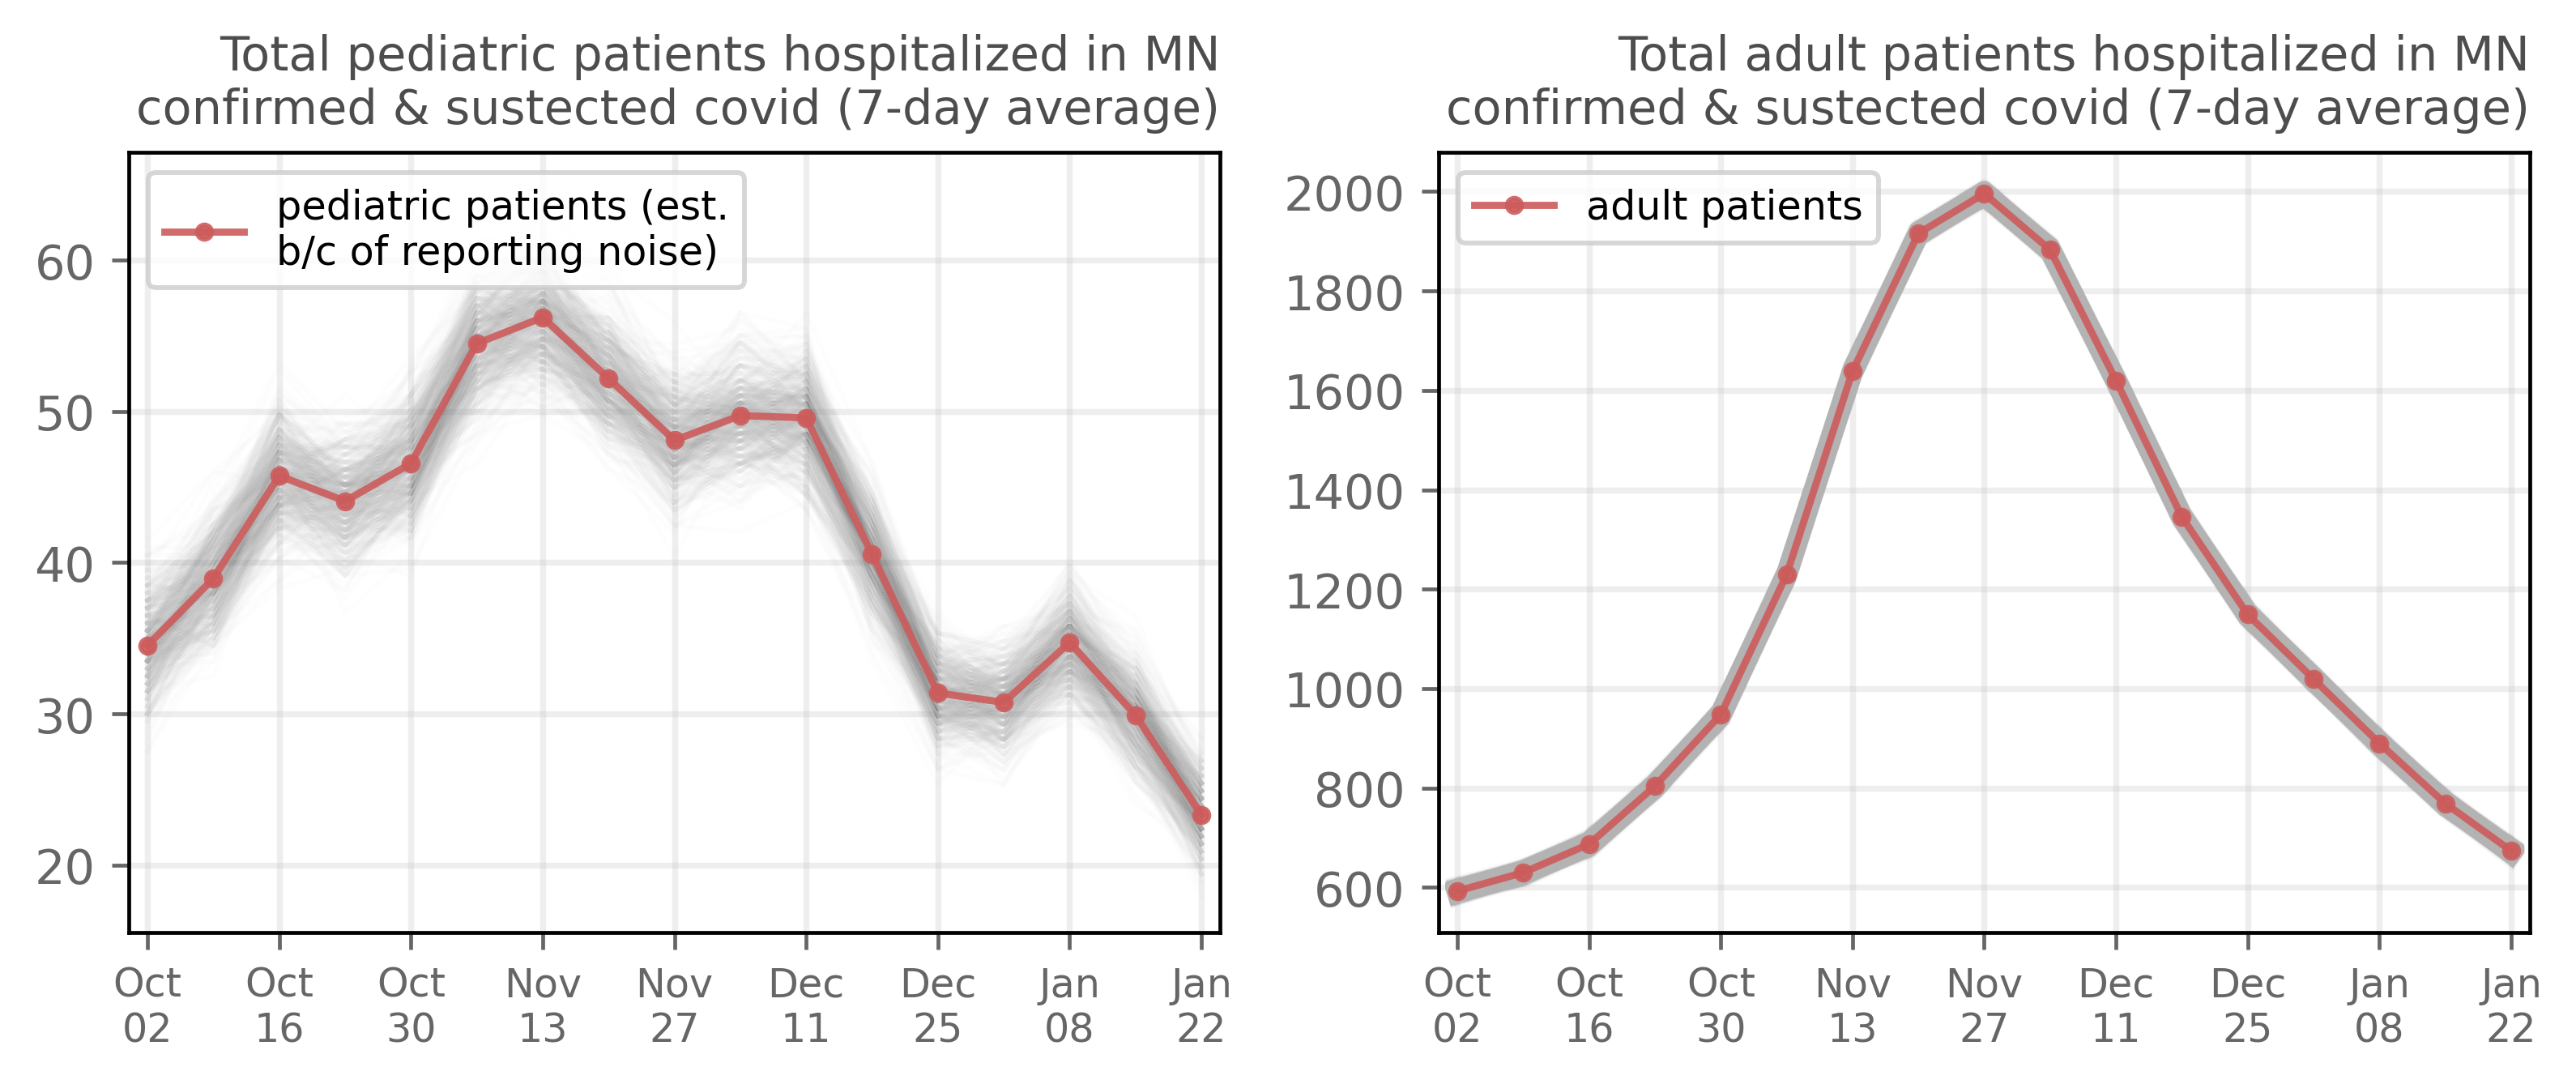 Total pediatric patients hospitalized in MN
confirmed & sustected covid (7-day average)
pediatric patients (est.
b/c of reporting noise)
60
50
40
30
20
Oct Oct Oct Nov Nov Dec Dec Jan Jan
02 16 30 13 27 11 25 08 22
Total adult patients hospitalized in MN
confirmed & sustected covid (7-day average)
adult patients
2000
1800
1600
1400
1200
1000
800
600
Oct Oct Oct Nov Nov Dec Dec Jan Jan
02 16 30 13 27 11 25 08 22